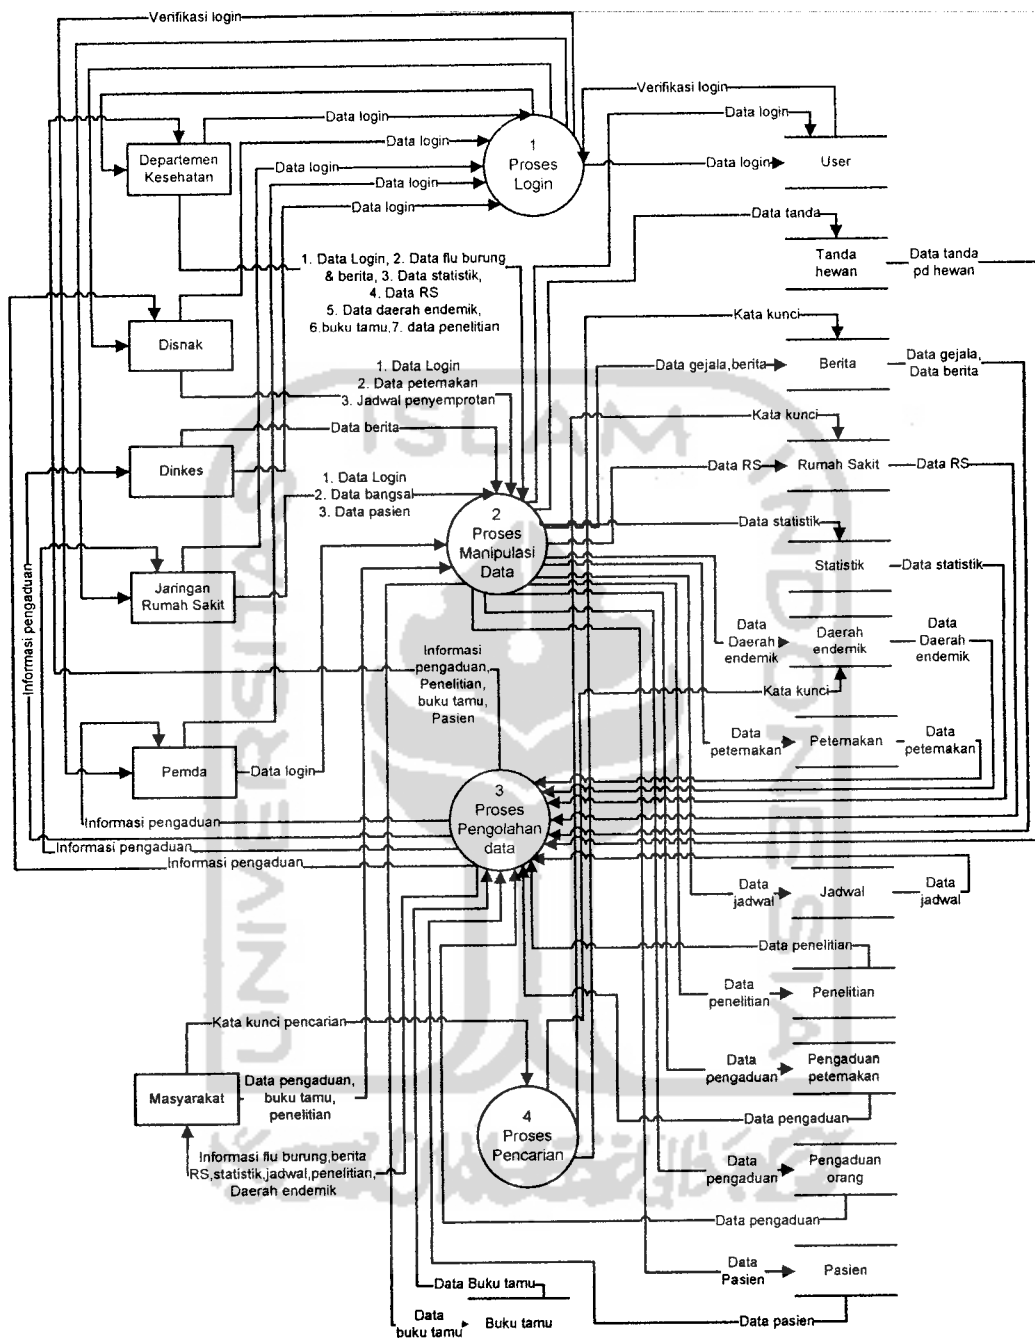 Verifikasi login
Verifikasi login
Data login
1
Proses
Login
Data login
User
Departemen
Kesehatan
Data login
Data login
Data login
Data login
Data tanda
Tanda
hewan
Data tanda
pd hewan
1. Data Login, 2. Data flu burung
& berita, 3. Data statistik,
4. Data RS
5. Data daerah endemik,
6.buku tamu,7. data penelitian
Disnak
Kata kunci
Data gejala,berita
Berita
Data gejala,
Data berita
1. Data Login
2. Data peternakan
3. Jadwal penyemprotan
Data berita
Kata kunci
Dinkes
Data RS
Rumah Sakit
Data RS
1. Data Login
2. Data bangsal
3. Data pasien
2
Proses
Manipulasi
Data
Data statistik
Statistik
Data statistik
Jaringan
Rumah Sakit
Informasi pengaduan
Data
Daerah
endemik
Daerah
endemik
Data
Daerah
endemik
Informasi
pengaduan,
Penelitian,
buku tamu,
Pasien
Kata kunci
Data
peternakan
Peternakan
Data
peternakan
Pemda
Data login
3
Proses
Pengolahan
data
Informasi pengaduan
Informasi pengaduan
Informasi pengaduan
Data
jadwal
Jadwal
Data
jadwal
Data penelitian
Data
penelitian
Penelitian
Kata kunci pencarian
Masyarakat
Data pengaduan,
buku tamu,
penelitian
Data
pengaduan
Pengaduan
peternakan
4
Proses
Pencarian
Data pengaduan
Informasi flu burung,berita
RS,statistik,jadwal,penelitian,
Daerah endemik
Data
pengaduan
Pengaduan
orang
Data pengaduan
Data
Pasien
Pasien
Data Buku tamu
Data
buku tamu
Buku tamu
Data pasien
UNIVERSITAS
ISLAM
INDONESIA